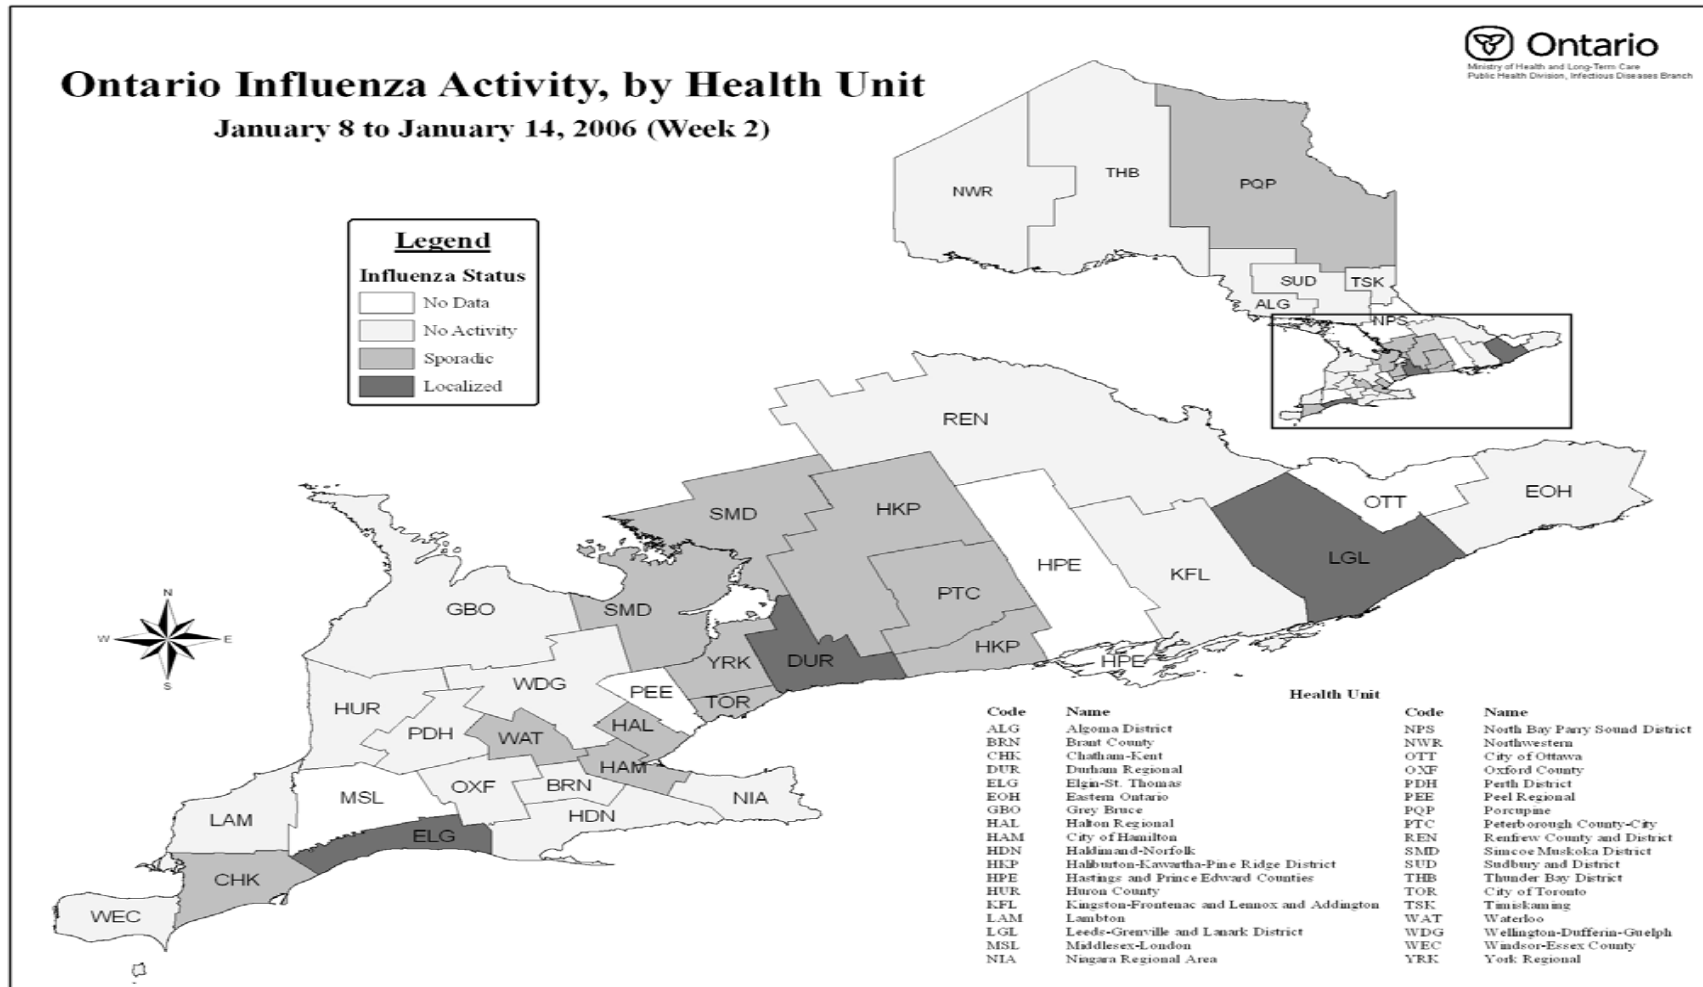 Ontario
Ministry of Health and Long-Term Care
Public Health Division, Infectious Diseases Branch
Ontario Influenza Activity, by Health Unit
January 8 to January 14, 2006 (Week 2)
Legend
Influenza Status
No Data
No Activity
Sporadic
Localized
NWR
THB
PQP
SUD
TSK
ALG
NPS
REN
SMD
HKP
OTT
EOH
HPE
LGL
KFL
PTC
GBO
SMD
N
W
E
S
HKP
YRK
DUR
HPE
WDG
PEE
TOR
HUR
PDH
WAT
HAL
HAM
MSL
OXF
BRN
NIA
LAM
HDN
ELG
CHK
WEC
Health Unit
Code Name
ALG Algoma District
BRN Brant County
CHK Chatham-Kent
DUR Durham Regional
ELG Elgin-St. Thomas
EOH Eastern Ontario
GBO Grey Bruce
HAL Halton Regional
HAM City of Hamilton
HDN Haldimand-Norfolk
HKP Haliburton-Kawartha-Pine Ridge District
HPE Hastings and Prince Edward Counties
HUR Huron County
KFL Kingston-Frontenac and Lennox and Addington
LAM Lambton
LGL Leeds-Grenville and Lanark District
MSL Middlesex-London
NIA Niagara Regional Area
Code Name
NPS North Bay Parry Sound District
NWR Northwestern
OTT City of Ottawa
OXF Oxford County
PDH Perth District
PEE Peel Regional
PQP Porcupine
PTC Peterborough County-City
REN Renfrew County and District
SMD Simcoe Muskoka District
SUD Sudbury and District
THB Thunder Bay District
TOR City of Toronto
TSK Timiskaming
WAT Waterloo
WDG Wellington-Dufferin-Guelph
WEC Windsor-Essex County
YRK York Regional